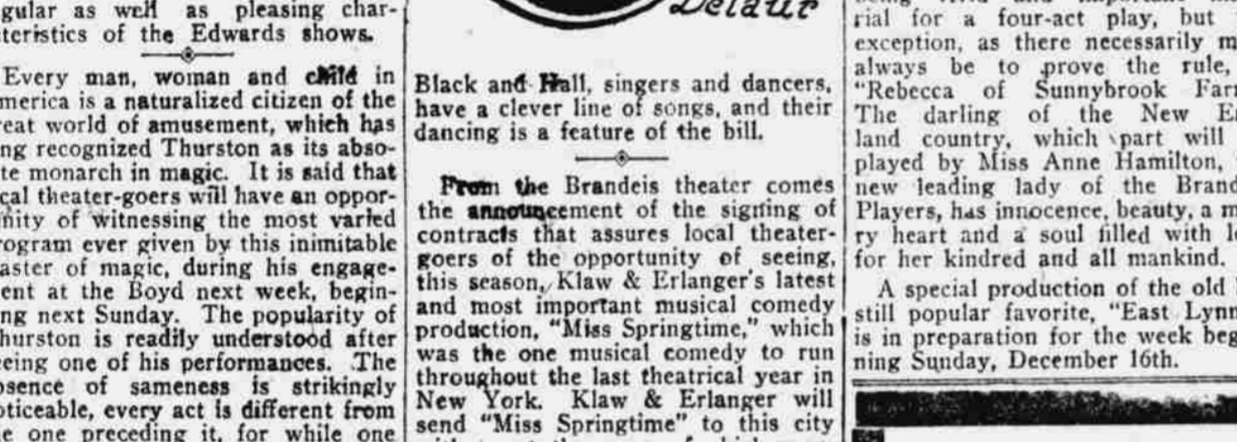 gular as well as pleasing char-
teristics of the Edwards shows.
Every man, woman and child in
merica is a naturalized citizen of the
reat world of amusement, which has
ng recognized Thurston as its abso-
te monarch in magic. It is said that
cal theater-goers will have an oppor-
nity of witnessing the most varied
rogram ever given by this inimitable
aster of magic, during his engage-
ent at the Boyd next week, begin-
ng next Sunday. The popularity of
hurston is readily understood after
eeing one of his performances. The
bsence of sameness is strikingly
oticeable, every act is different from
e one preceding it, for while one
Black and Hall, singers and dancers,
have a clever line of songs, and their
dancing is a feature of the bill.
From the Brandeis theater comes
the announcement of the signing of
contracts that assures local theater-
goers of the opportunity of seeing,
this season, Klaw & Erlanger's latest
and most important musical comedy
production, "Miss Springtime," which
was the one musical comedy to run
throughout the last theatrical year in
New York. Klaw & Erlanger will
send "Miss Springtime" to this city
rial for a four-act play, but
exception, as there necessarily m
always be to prove the rule,
"Rebecca of Sunnybrook Farm
The darling of the New En
land country, which part will
played by Miss Anne Hamilton,
new leading lady of the Brand
Players, has innocence, beauty, a m
ry heart and a soul filled with lo
for her kindred and all mankind.
A special production of the old
still popular favorite, "East Lynn
is in preparation for the week beg
ning Sunday, December 16th.